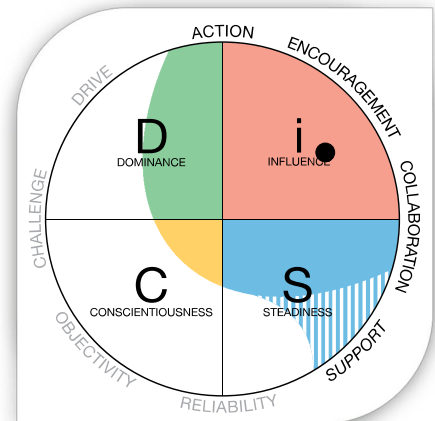 ACTION
ENCOURAGEMENT
DRIVE
D
DOMINANCE
i
INFLUENCE
CHALLENGE
COLLABORATION
C
CONSCIENTIOUSNESS
S
STEADINESS
OBJECTIVITY
SUPPORT
RELIABILITY